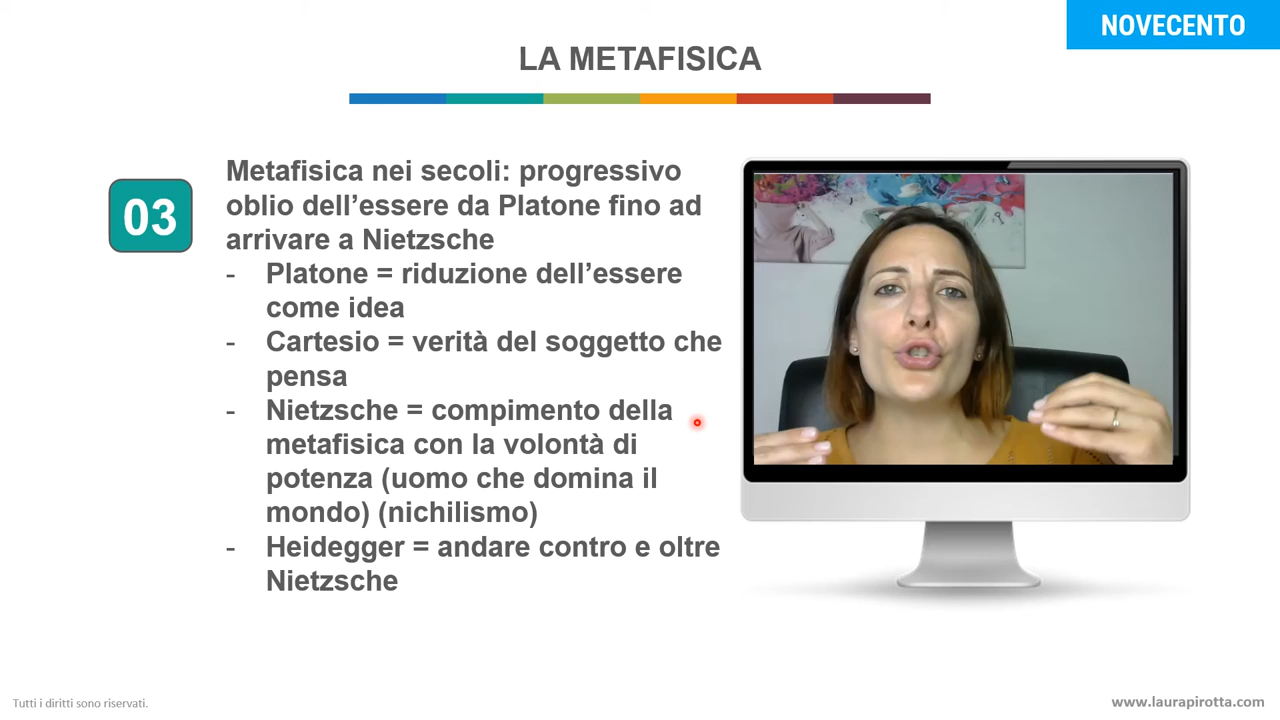 NOVECENTO
LA METAFISICA
03
Metafisica nei secoli: progressivo
oblio dell’essere da Platone fino ad
arrivare a Nietzsche
- Platone = riduzione dell’essere
come idea
- Cartesio = verità del soggetto che
pensa
- Nietzsche = compimento della
metafisica con la volontà di
potenza (uomo che domina il
mondo) (nichilismo)
- Heidegger = andare contro e oltre
Nietzsche
Tutti i diritti sono riservati.
www.laurapirotta.com